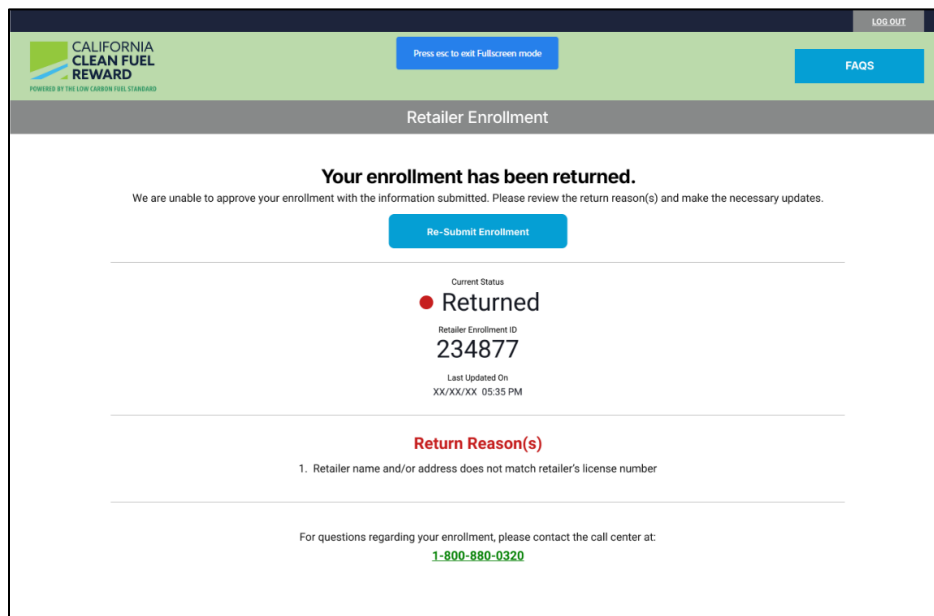 LOG OUT
CALIFORNIA
CLEAN FUEL
REWARD
POWERED BY THE LOW CARBON FUEL STANDARD
Press esc to exit Fullscreen mode
FAQS
Retailer Enrollment
Your enrollment has been returned.
We are unable to approve your enrollment with the information submitted. Please review the return reason(s) and make the necessary updates.
Re-Submit Enrollment
Current Status
Returned
Retailer Enrollment ID
234877
Last Updated On
XX/XX/XX 05:35 PM
Return Reason(s)
1. Retailer name and/or address does not match retailer's license number
For questions regarding your enrollment, please contact the call center at:
1-800-880-0320